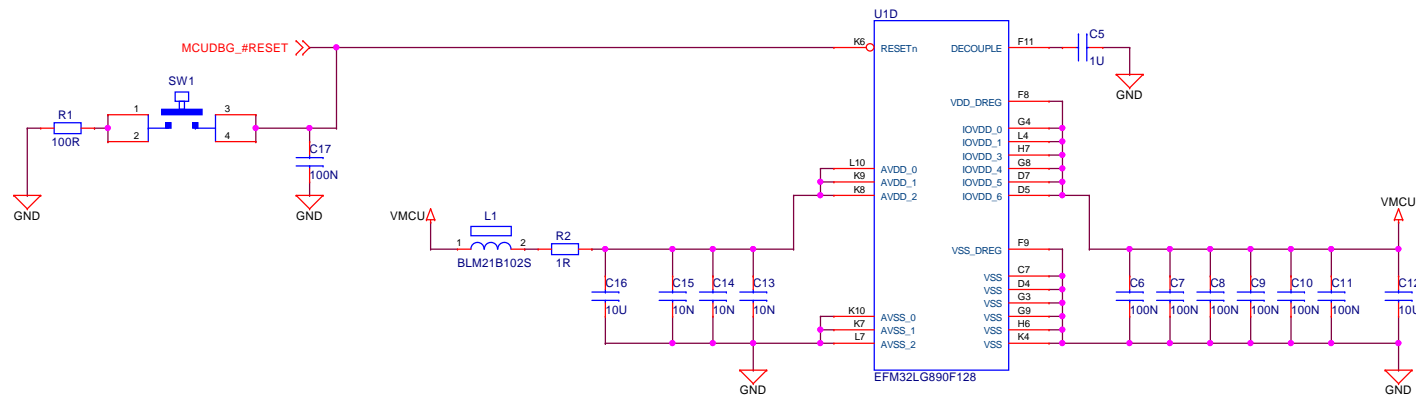 U1D
MCUDBG_#RESET
K6
RESETn
DECOUPLE
F11
C5
1U
GND
SW1
R1
100R
1
2
3
4
C17
100N
GND
GND
VDD_DREG
F8
IOVDD_0
G4
IOVDD_1
L4
IOVDD_3
H7
IOVDD_4
G8
IOVDD_5
D7
IOVDD_6
D5
L10
AVDD_0
K9
AVDD_1
K8
AVDD_2
VMCU
L1
1
2
BLM21B102S
R2
1R
C16
10U
C15
10N
C14
10N
C13
10N
K10
AVSS_0
K7
AVSS_1
L7
AVSS_2
GND
VSS_DREG
F9
VSS
C7
VSS
D4
VSS
G3
VSS
G9
VSS
H6
VSS
K4
EFM32LG890F128
VMCU
C6
100N
C7
100N
C8
100N
C9
100N
C10
100N
C11
100N
C12
10U
GND